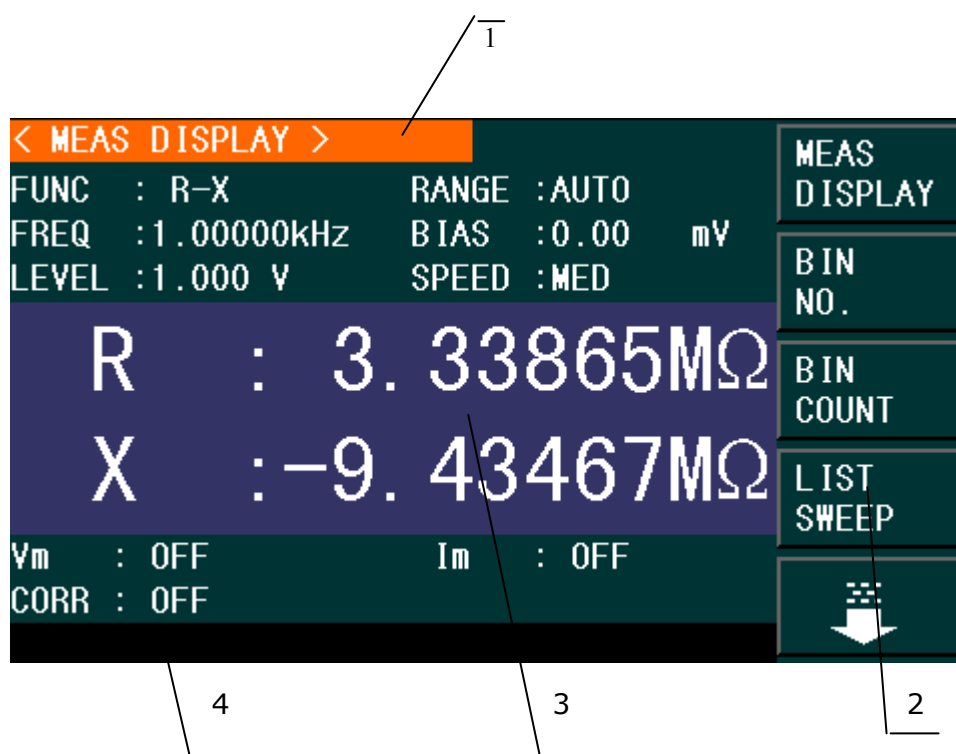 1
< MEAS DISPLAY >
FUNC : R-X RANGE :AUTO
FREQ :1.00000kHz BIAS :0.00 mV
LEVEL :1.000 V SPEED :MED
R : 3.33865MΩ
X :-9.43467MΩ
Vm : OFF Im : OFF
CORR : OFF
MEAS
DISPLAY
BIN
NO.
BIN
COUNT
LIST
SWEEP
4 3 2